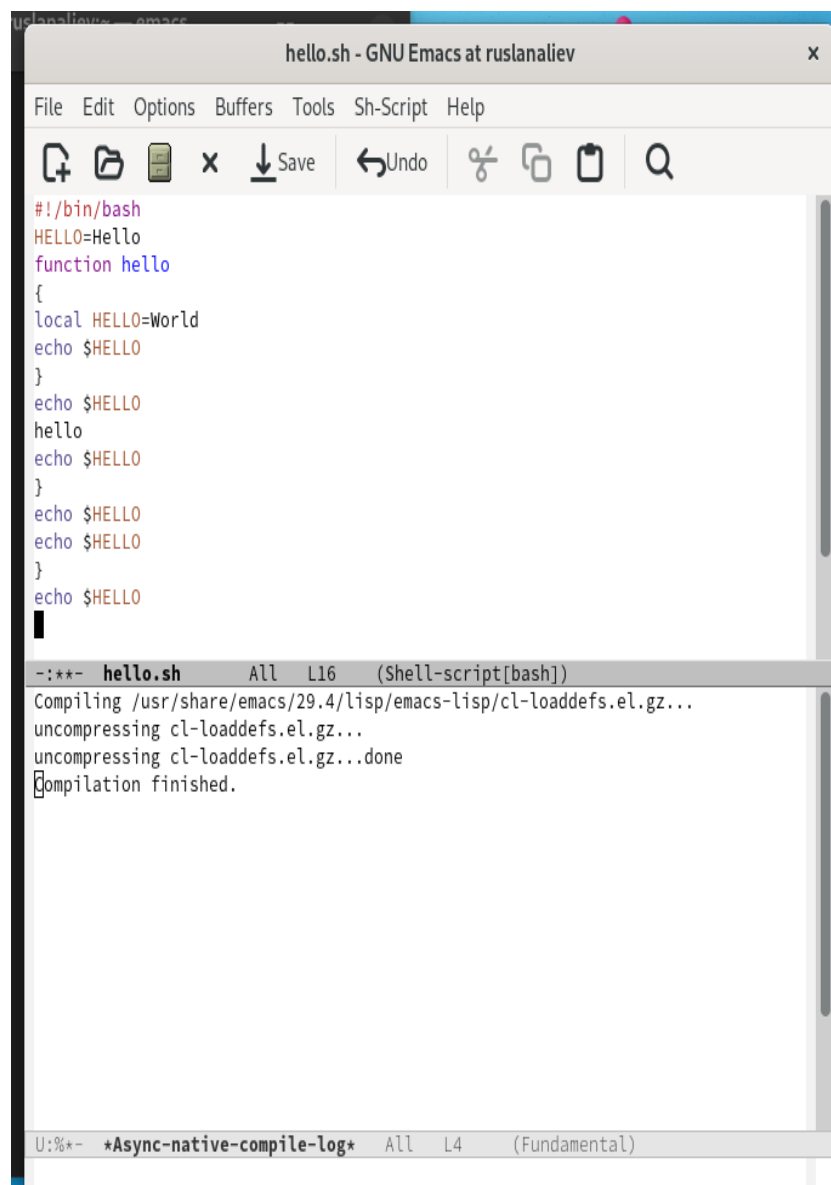 ruslanaliev:~ — emacs
hello.sh - GNU Emacs at ruslanaliev
File Edit Options Buffers Tools Sh-Script Help
Save Undo
#!/bin/bash
HELLO=Hello
function hello
{
local HELLO=World
echo $HELLO
}
echo $HELLO
hello
echo $HELLO
}
echo $HELLO
echo $HELLO
}
echo $HELLO
-:**- hello.sh All L16 (Shell-script[bash])
Compiling /usr/share/emacs/29.4/lisp/emacs-lisp/cl-loaddefs.el.gz...
uncompressing cl-loaddefs.el.gz...
uncompressing cl-loaddefs.el.gz...done
Compilation finished.
U:%*- *Async-native-compile-log* All L4 (Fundamental)